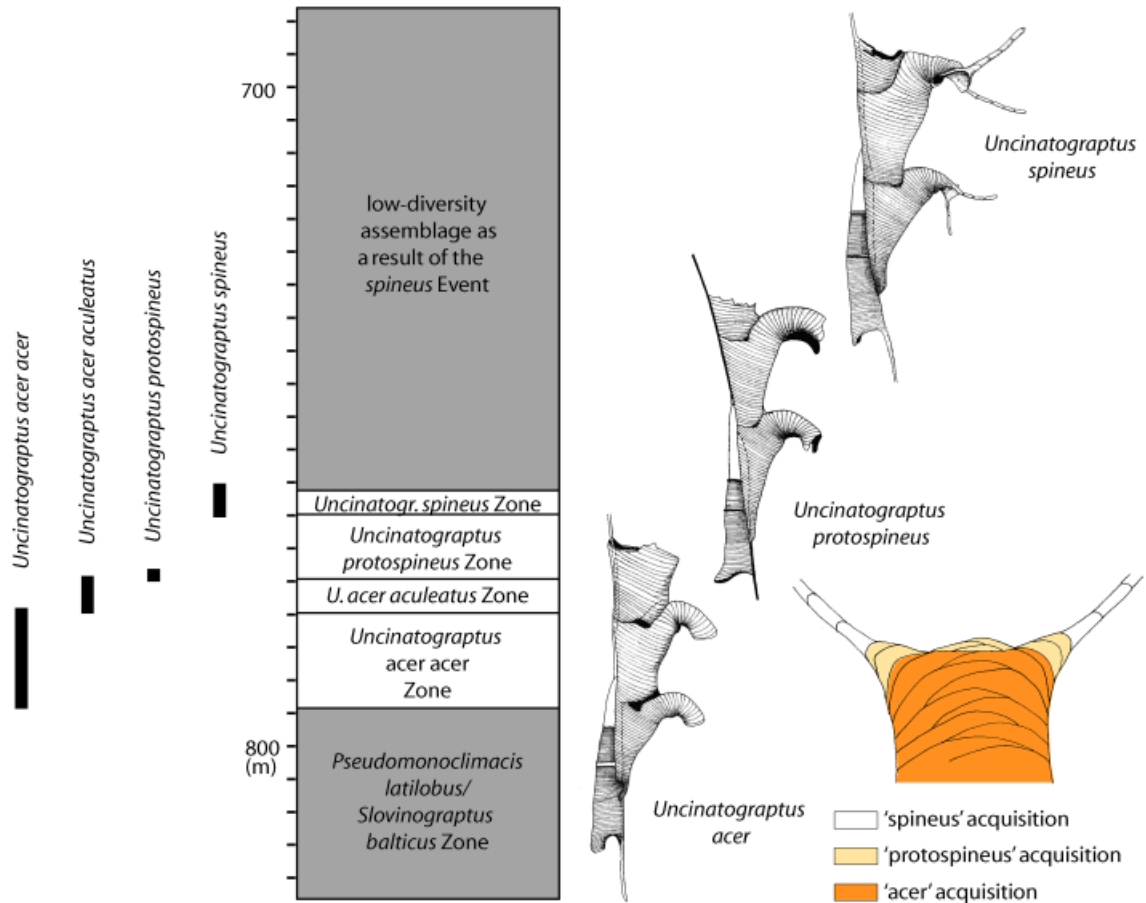 Uncinatograptus acer acer
Uncinatograptus acer aculeatus
Uncinatograptus protospineus
Uncinatograptus spineus
700
800
(m)
low-diversity
assemblage as
a result of the
spineus Event
Uncinatogr. spineus Zone
Uncinatograptus
protospineus Zone
U. acer aculeatus Zone
Uncinatograptus
acer acer
Zone
Pseudomonoclimacis
latilobus/
Slovinograptus
balticus Zone
Uncinatograptus
spineus
Uncinatograptus
protospineus
Uncinatograptus
acer
'spineus' acquisition
'protospineus' acquisition
'acer' acquisition